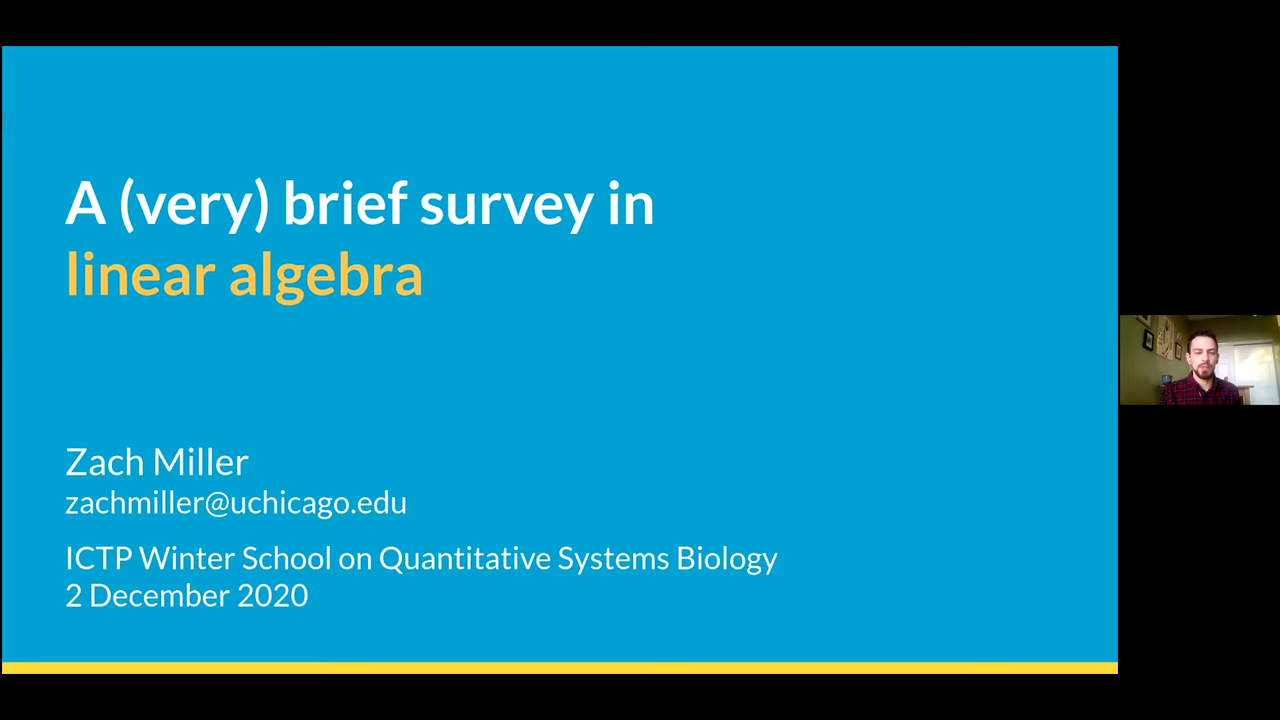 A (very) brief survey in
linear algebra
Zach Miller
zachmiller@uchicago.edu
ICTP Winter School on Quantitative Systems Biology
2 December 2020